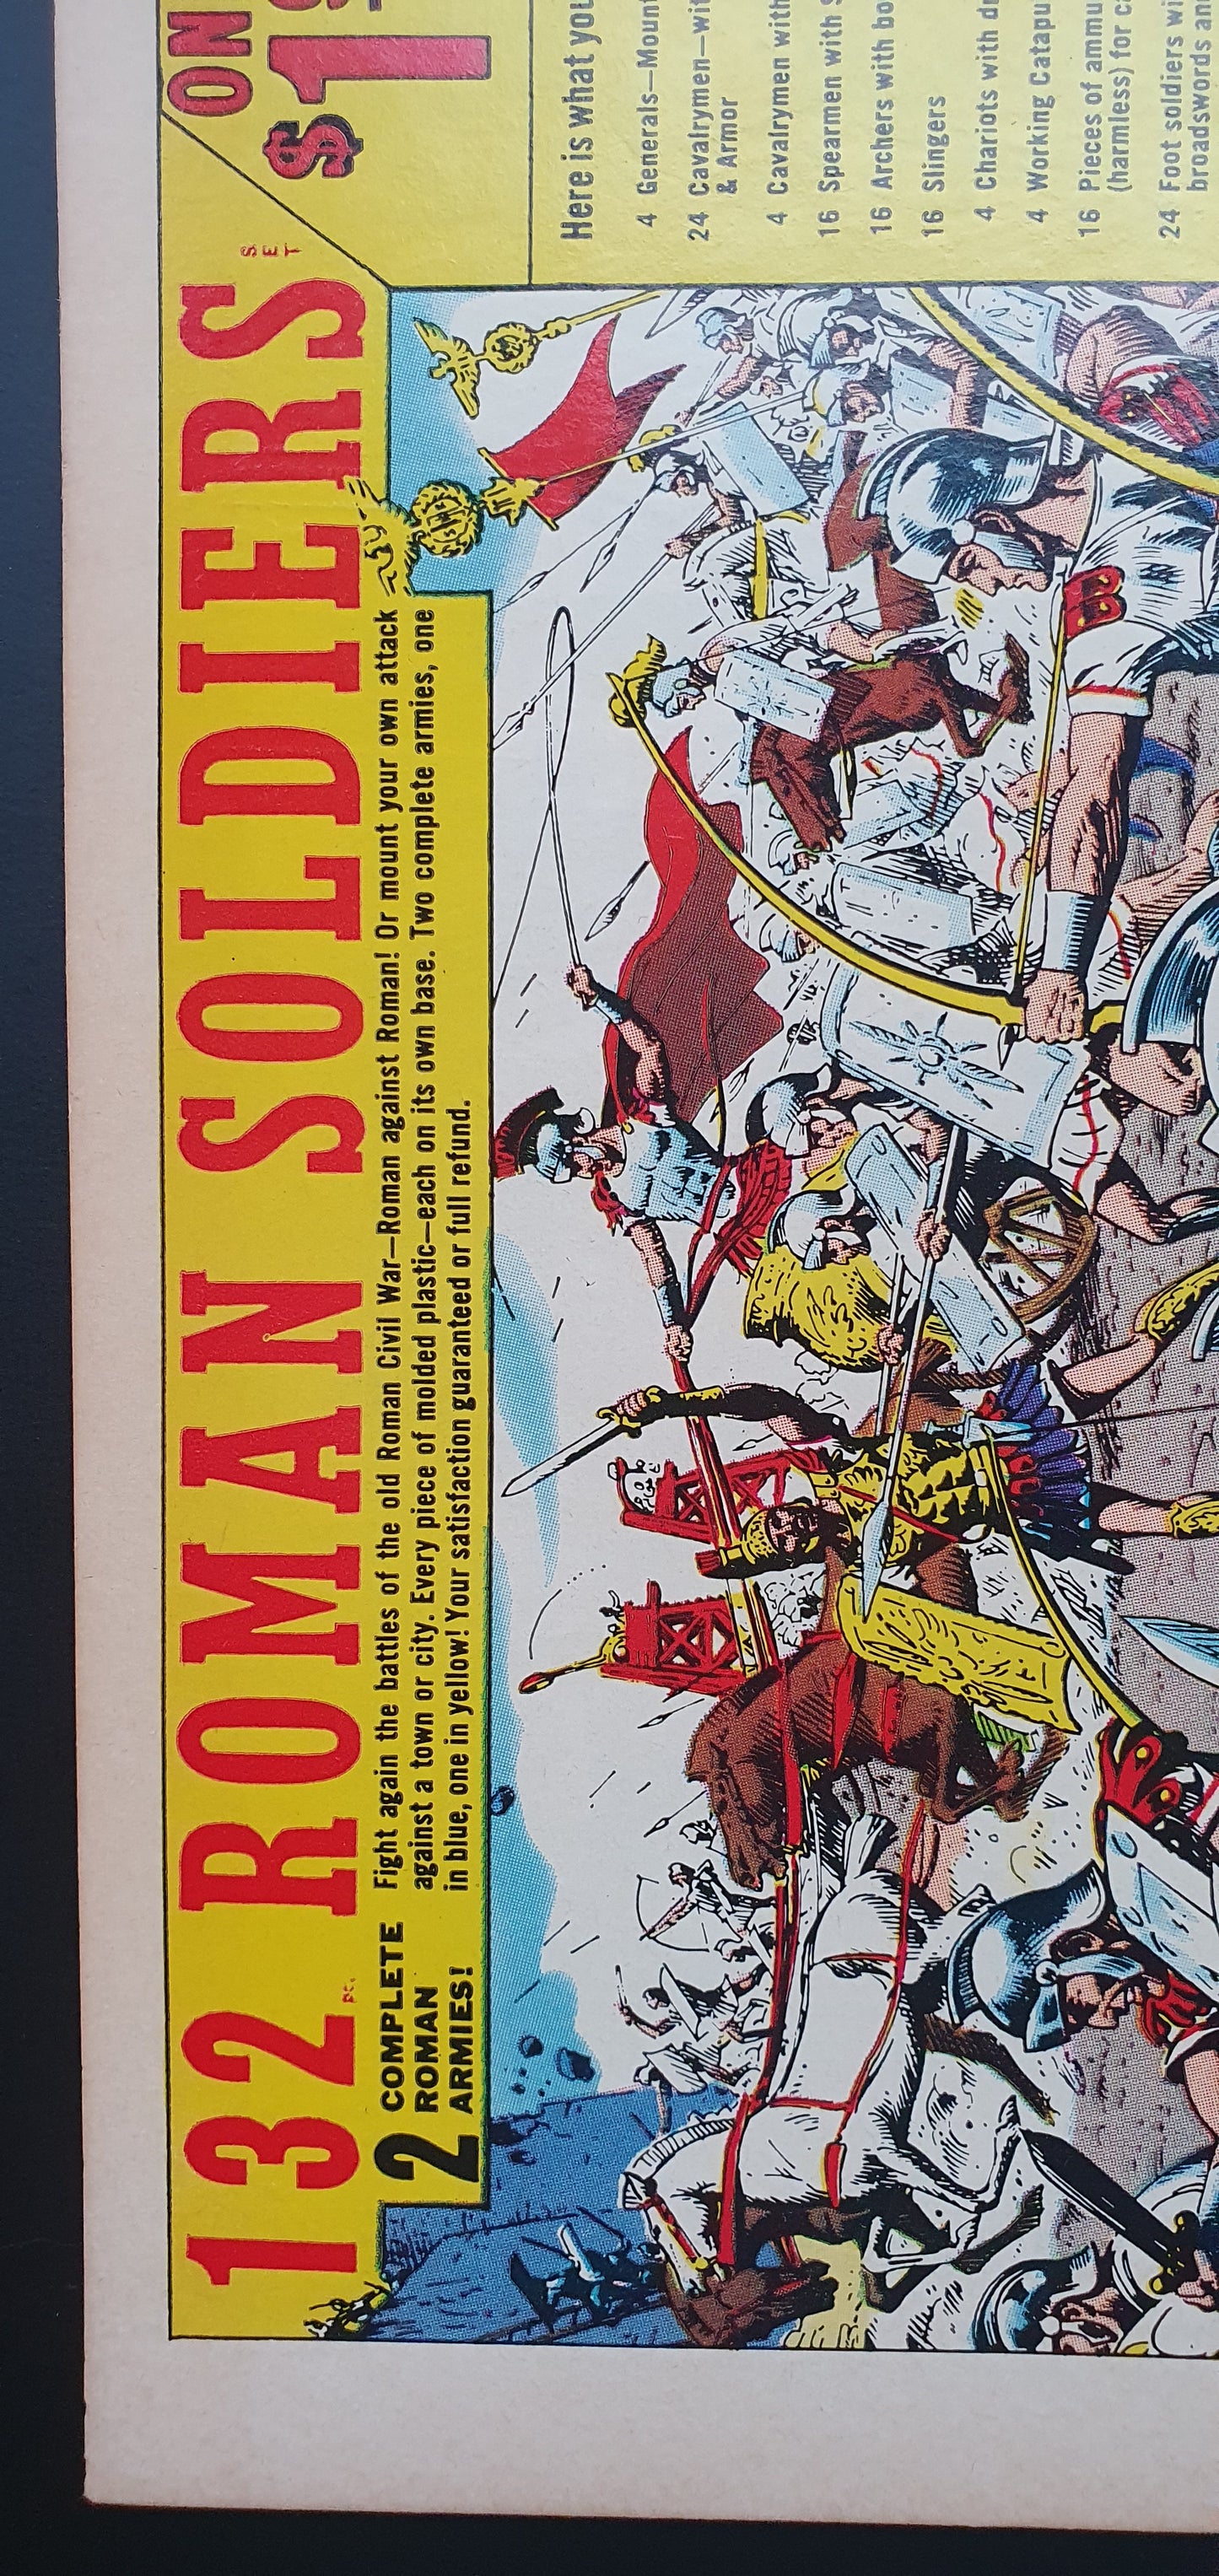 132 PC. ROMAN SOLDIERS SET
ON
$1
2 COMPLETE
ROMAN
ARMIES!
Fight again the battles of the old Roman Civil War—Roman against Roman! Or mount your own attack
against a town or city. Every piece of molded plastic—each on its own base. Two complete armies, one
in blue, one in yellow! Your satisfaction guaranteed or full refund.
Here is what you
4 Generals—Mount
24 Cavalrymen—wit
& Armor
4 Cavalrymen with
16 Spearmen with S
16 Archers with bo
16 Slingers
4 Chariots with dr
4 Working Catapu
16 Pieces of ammu
(harmless) for ca
24 Foot soldiers wi
broadswords and